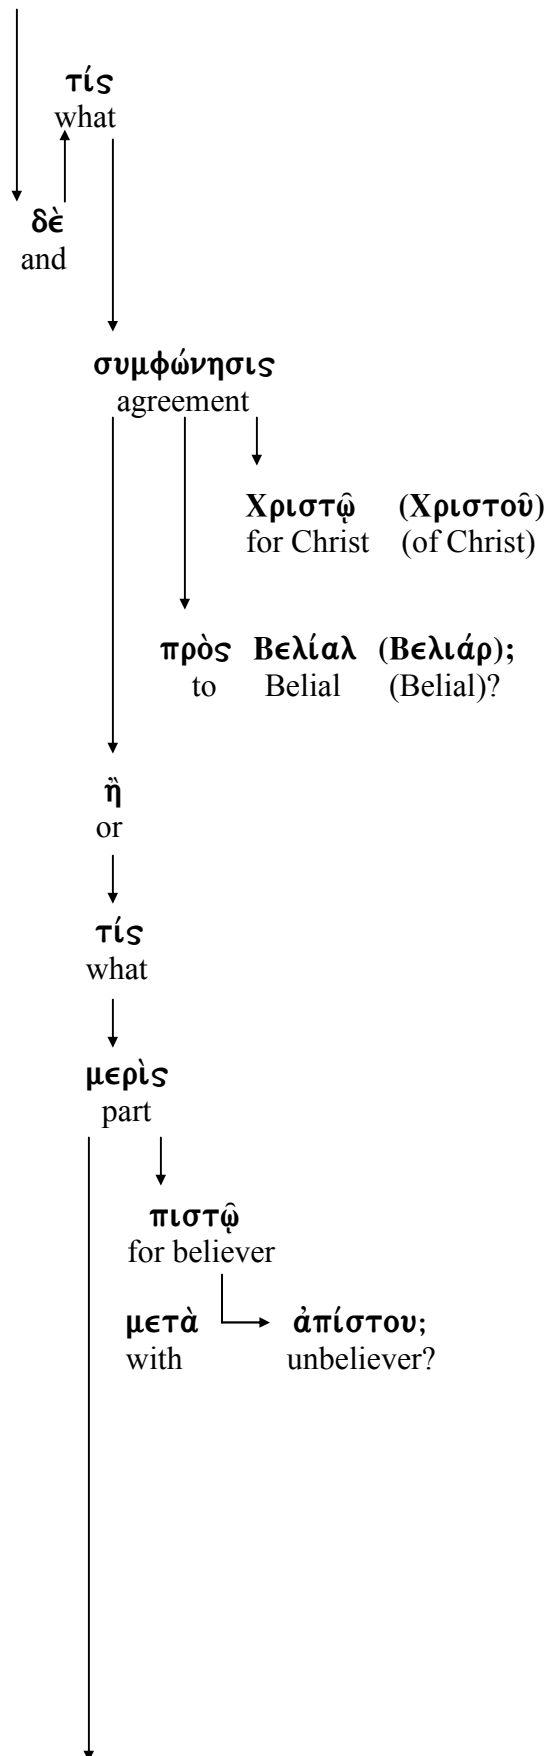 τίς
what
δὲ
and
συμφώνησις
agreement
Χριστῷ (Χριστοῦ)
for Christ (of Christ)
πρὸς Βελίαλ (Βελιάρ);
to Belial (Belial)?
ἢ
or
τίς
what
μερὶς
part
πιστῷ
for believer
μετὰ ἀπίστου;
with unbeliever?